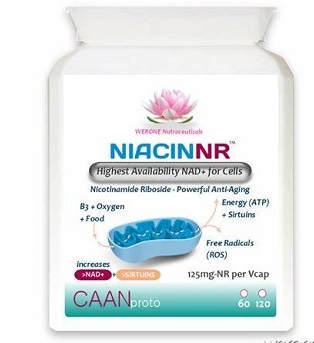 WERONE Nutraceuticals
NIACINNR™
Highest Availability NAD+ for Cells
Nicotinamide Riboside - Powerful Anti-Aging
B3 + Oxygen
+ Food
Energy (ATP)
+ Sirtuins
Free Radicals
(ROS)
increases
>NAD+
>SIRTUINS
125mg-NR per Vcap
CAANproto
60 120